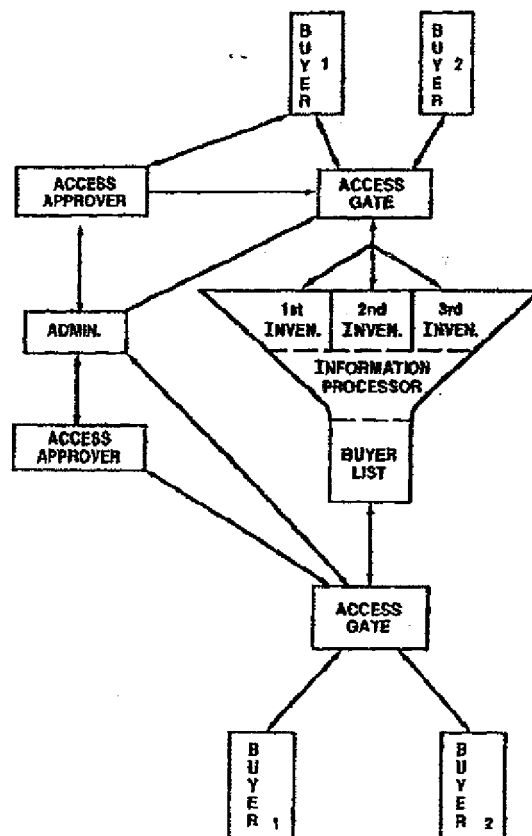 BUYER 1
BUYER 2
ACCESS
APPROVER
ACCESS
GATE
1st
INVEN.
2nd
INVEN.
3rd
INVEN.
ADMIN.
INFORMATION
PROCESSOR
ACCESS
APPROVER
BUYER
LIST
ACCESS
GATE
BUYER 1
BUYER 2